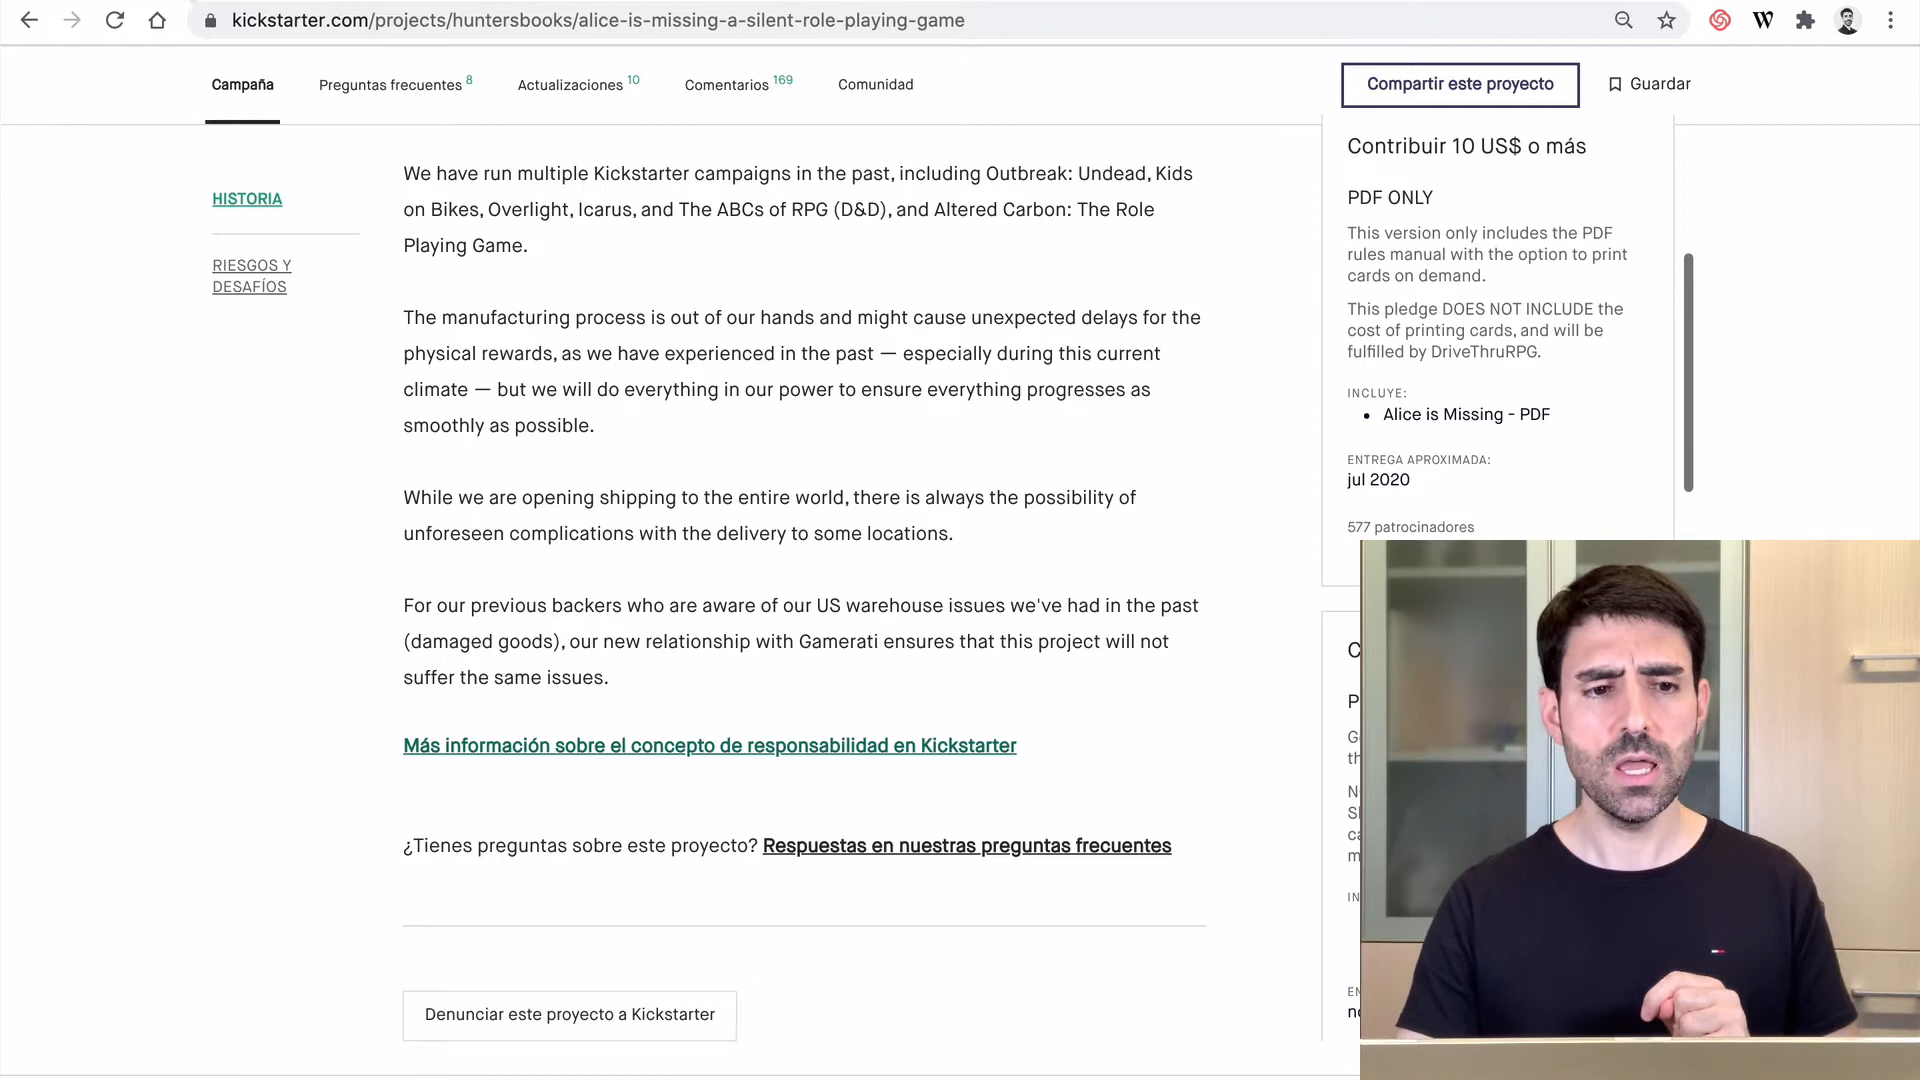 kickstarter.com/projects/huntersbooks/alice-is-missing-a-silent-role-playing-game
W
Campaña
Preguntas frecuentes 8
Actualizaciones 10
Comentarios 169
Comunidad
Compartir este proyecto
Guardar
HISTORIA
RIESGOS Y
DESAFÍOS
We have run multiple Kickstarter campaigns in the past, including Outbreak: Undead, Kids
on Bikes, Overlight, Icarus, and The ABCs of RPG (D&D), and Altered Carbon: The Role
Playing Game.
The manufacturing process is out of our hands and might cause unexpected delays for the
physical rewards, as we have experienced in the past — especially during this current
climate — but we will do everything in our power to ensure everything progresses as
smoothly as possible.
While we are opening shipping to the entire world, there is always the possibility of
unforeseen complications with the delivery to some locations.
For our previous backers who are aware of our US warehouse issues we've had in the past
(damaged goods), our new relationship with Gamerati ensures that this project will not
suffer the same issues.
Más información sobre el concepto de responsabilidad en Kickstarter
¿Tienes preguntas sobre este proyecto? Respuestas en nuestras preguntas frecuentes
Denunciar este proyecto a Kickstarter
Contribuir 10 US$ o más
PDF ONLY
This version only includes the PDF
rules manual with the option to print
cards on demand.
This pledge DOES NOT INCLUDE the
cost of printing cards, and will be
fulfilled by DriveThruRPG.
INCLUYE:
• Alice is Missing - PDF
ENTREGA APROXIMADA:
jul 2020
577 patrocinadores